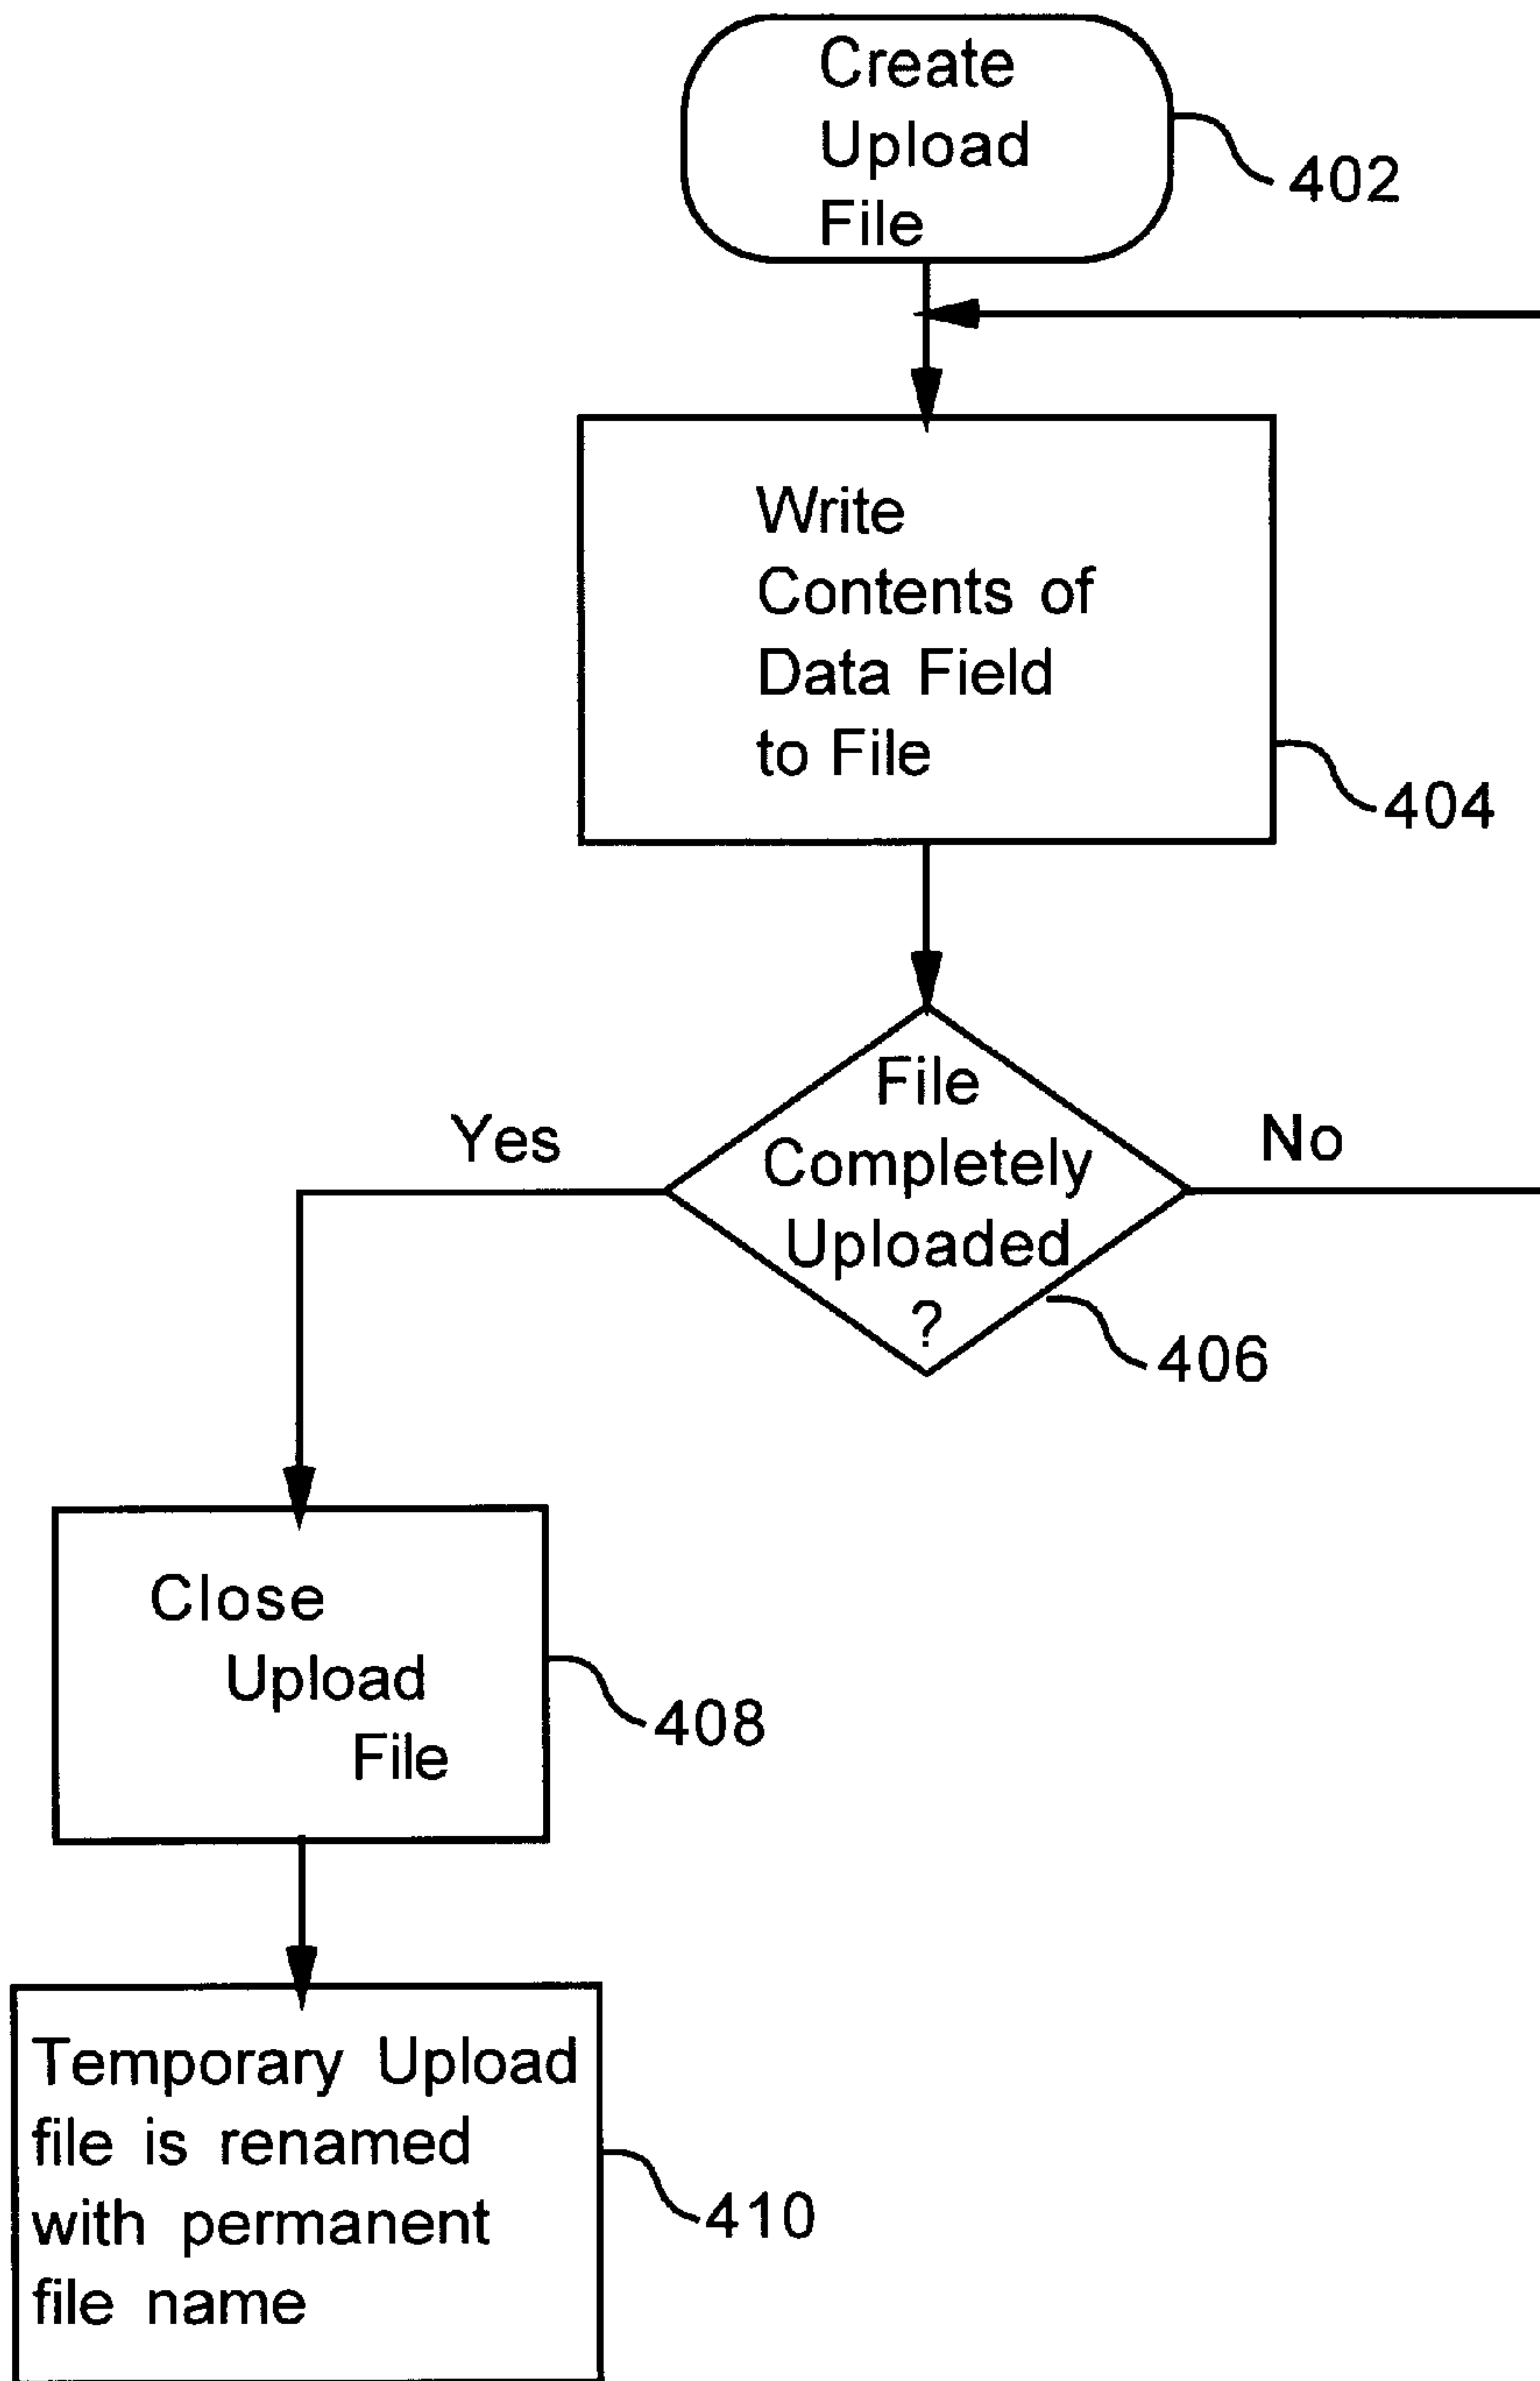 Create
Upload
File
402
Write
Contents of
Data Field
to File
404
File
Completely
Uploaded
?
Yes
No
406
Close
Upload
File
408
Temporary Upload
file is renamed
with permanent
file name
410